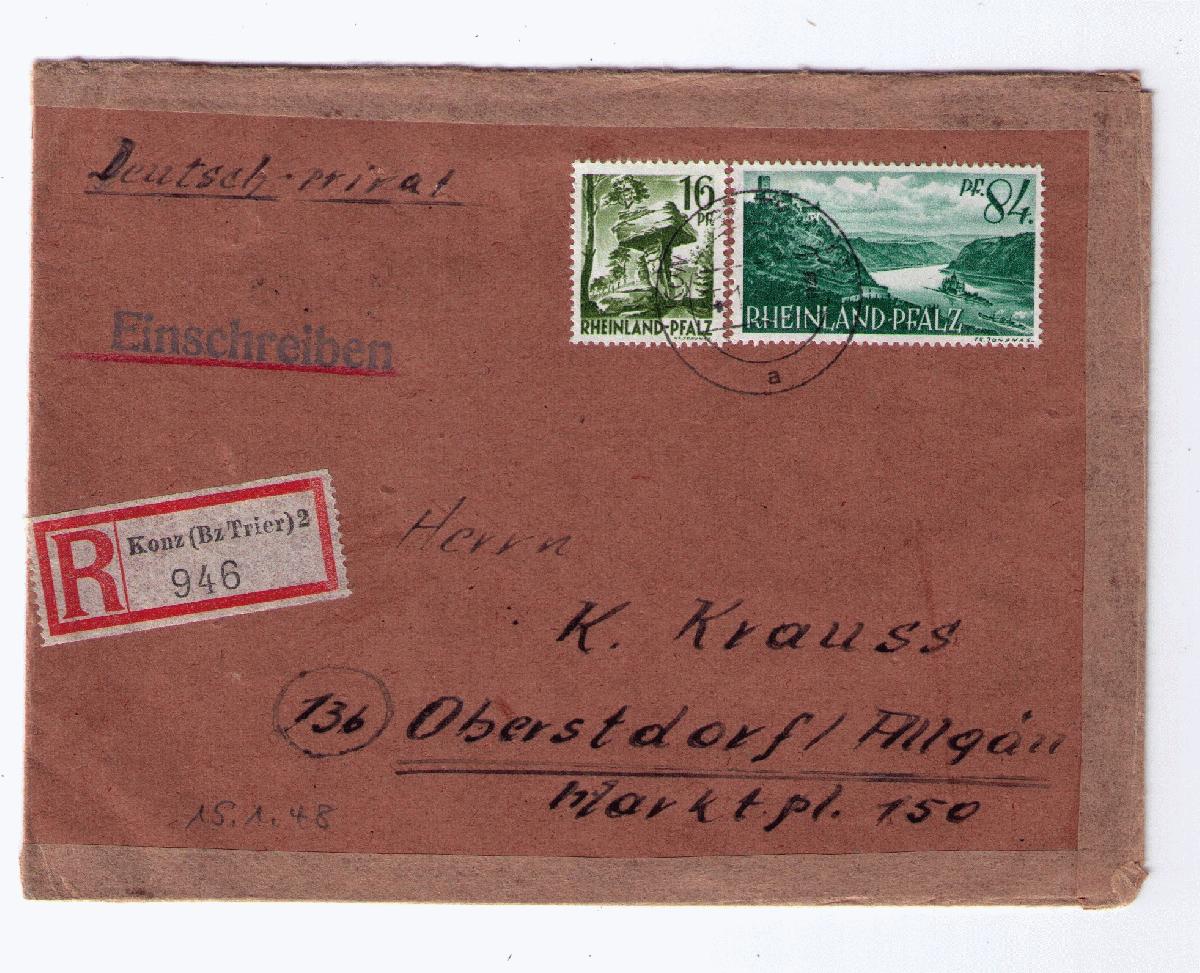 Deutsch-privat
16
PF.
RHEINLAND-PFALZ
PF. 84.
RHEINLAND-PFALZ
a
Einschreiben
R
Konz (Bz Trier) 2
946
Herrn
K. Krauss
13b Oberstdorf / Allgäu
Marktpl. 150
15.1.48